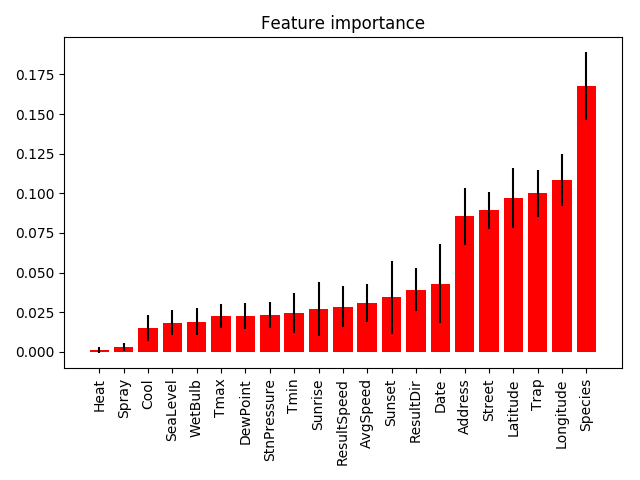 Feature importance
0.175
0.150
0.125
0.100
0.075
0.050
0.025
0.000
Heat
Spray
Cool
SeaLevel
WetBulb
Tmax
DewPoint
StnPressure
Tmin
Sunrise
ResultSpeed
AvgSpeed
Sunset
ResultDir
Date
Address
Street
Latitude
Trap
Longitude
Species